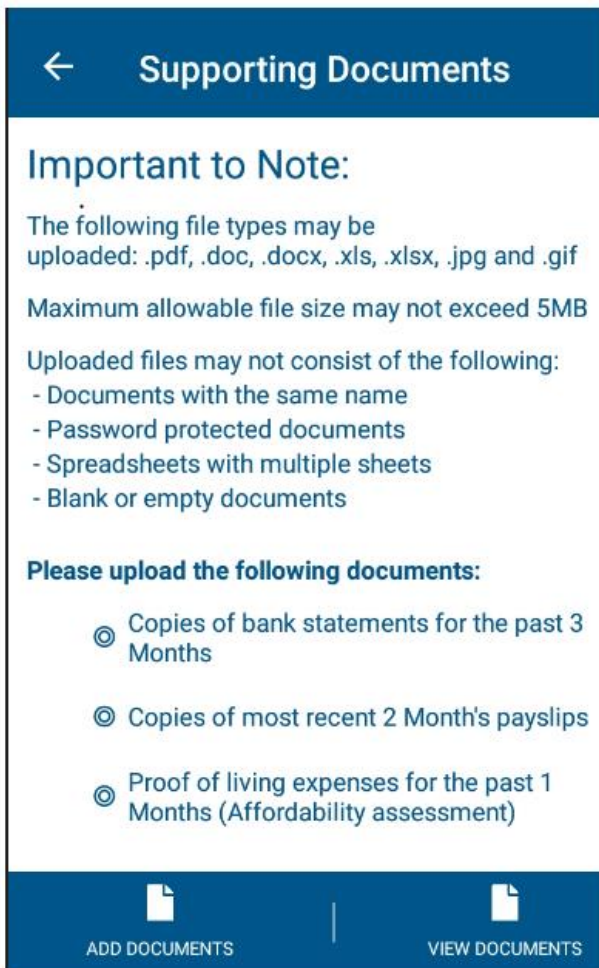 Supporting Documents
Important to Note:
The following file types may be
uploaded: .pdf, .doc, .docx, .xls, .xlsx, .jpg and .gif
Maximum allowable file size may not exceed 5MB
Uploaded files may not consist of the following:
- Documents with the same name
- Password protected documents
- Spreadsheets with multiple sheets
- Blank or empty documents
Please upload the following documents:
Copies of bank statements for the past 3
Months
Copies of most recent 2 Month's payslips
Proof of living expenses for the past 1
Months (Affordability assessment)
ADD DOCUMENTS
VIEW DOCUMENTS